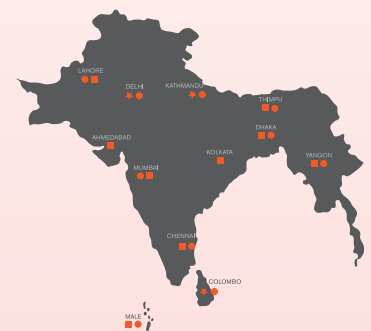 LAHORE
DELHI
KATHMANDU
THIMPU
DHAKA
AHMEDABAD
KOLKATA
YANGON
MUMBAI
CHENNAI
COLOMBO
MALE